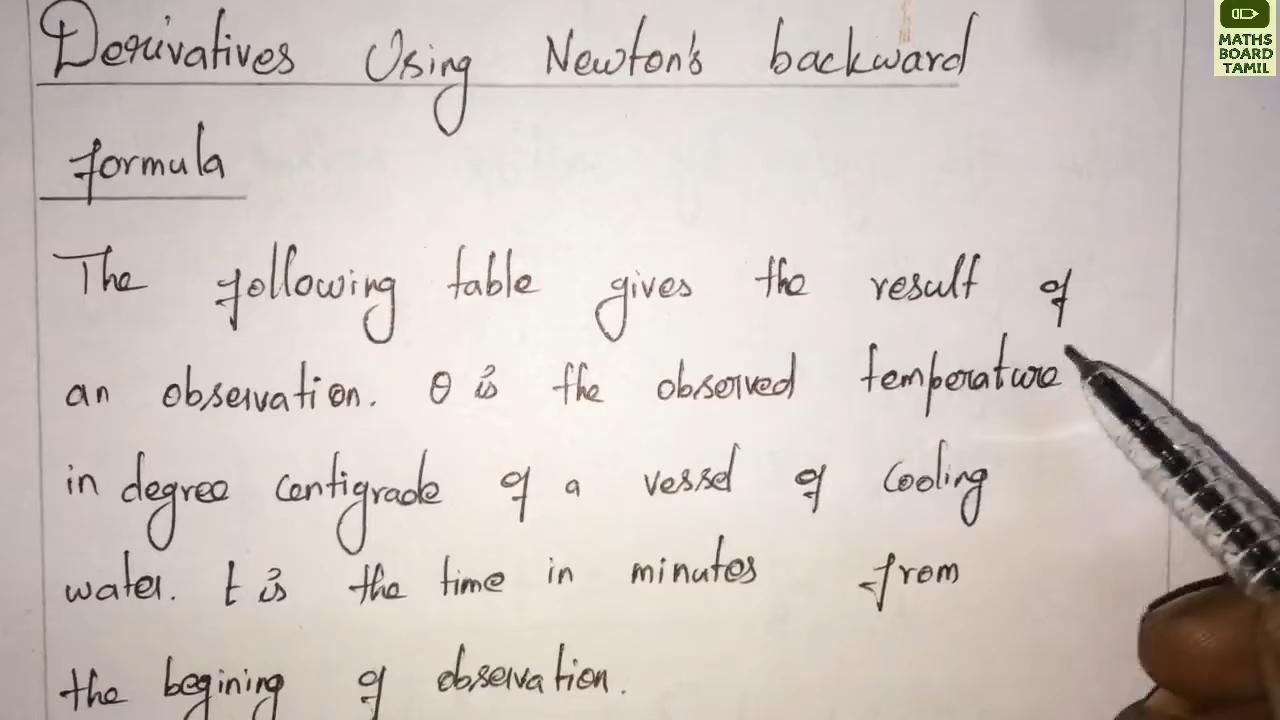 Derivatives Using Newton's backward
formula
The following table gives the result of
an observation. θ is the observed temperature
in degree centigrade of a vessel of cooling
water. t is the time in minutes from
the begining of observation.
MATHS
BOARD
TAMIL